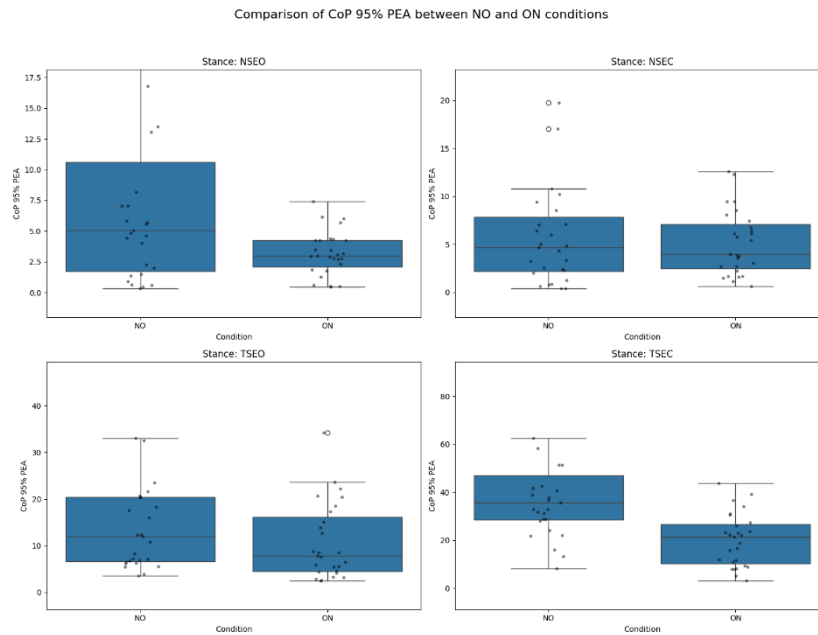 Comparison of CoP 95% PEA between NO and ON conditions
Stance: NSEO
17.5
15.0
12.5
10.0
7.5
5.0
2.5
0.0
CoP 95% PEA
NO
ON
Condition
Stance: NSEC
20
15
10
5
0
CoP 95% PEA
NO
ON
Condition
Stance: TSEO
40
30
20
10
0
CoP 95% PEA
NO
ON
Condition
Stance: TSEC
80
60
40
20
0
CoP 95% PEA
NO
ON
Condition